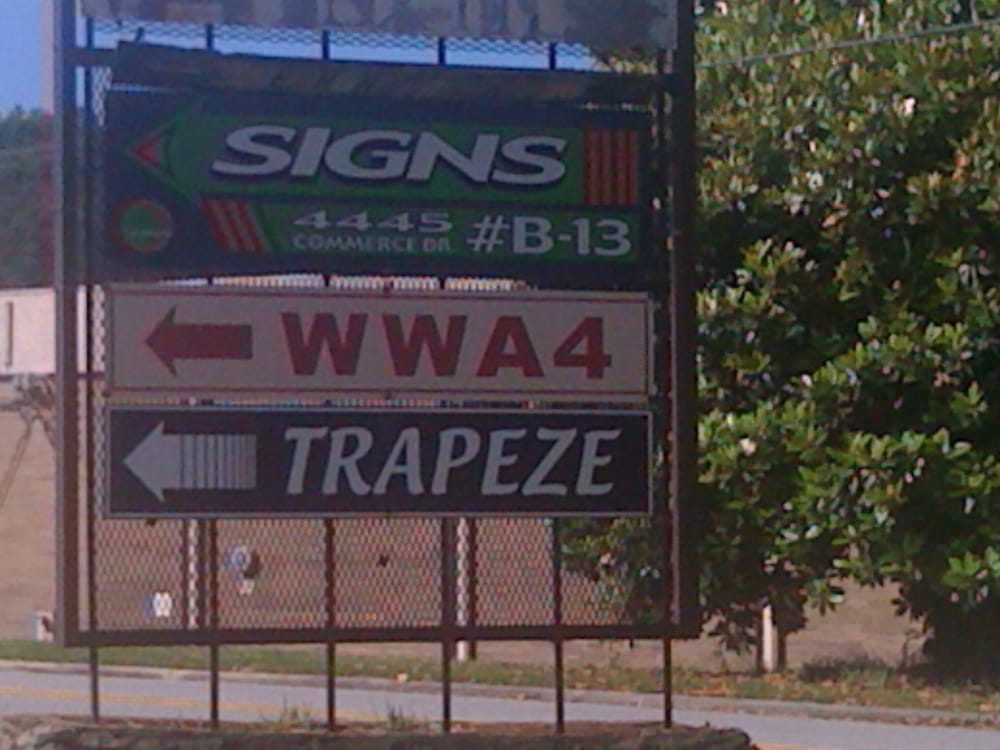 SIGNS
4445
COMMERCE DR #B-13
WWA4
TRAPEZE